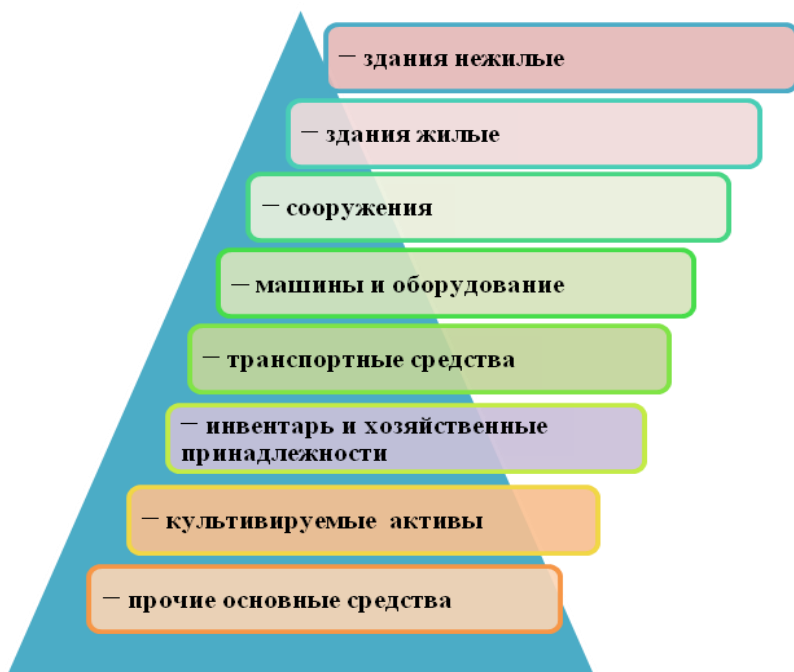 – здания нежилые
– здания жилые
– сооружения
– машины и оборудование
– транспортные средства
– инвентарь и хозяйственные
принадлежности
– культивируемые активы
– прочие основные средства